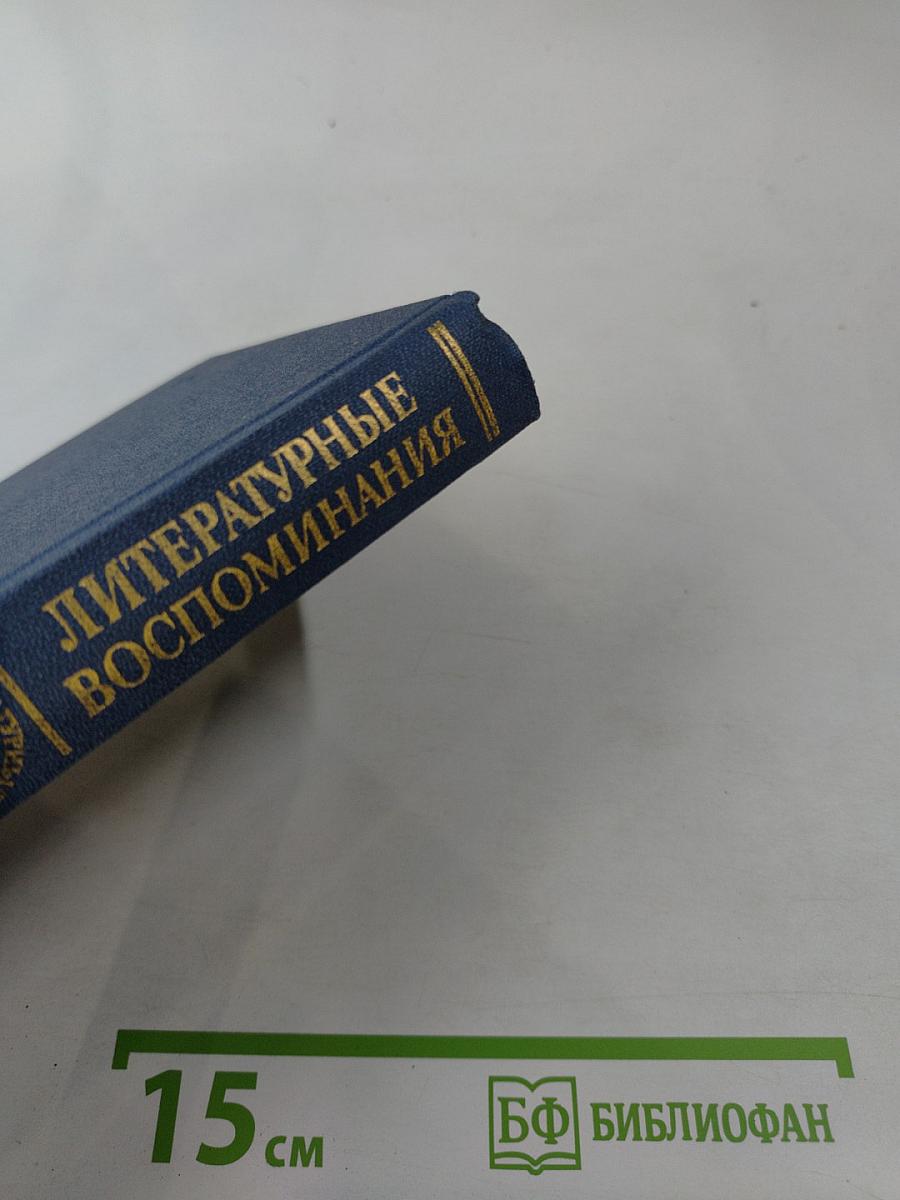 ЛИТЕРАТУРНЫЕ
ВОСПОМИНАНИЯ
15 см
БФ БИБЛИОФАН